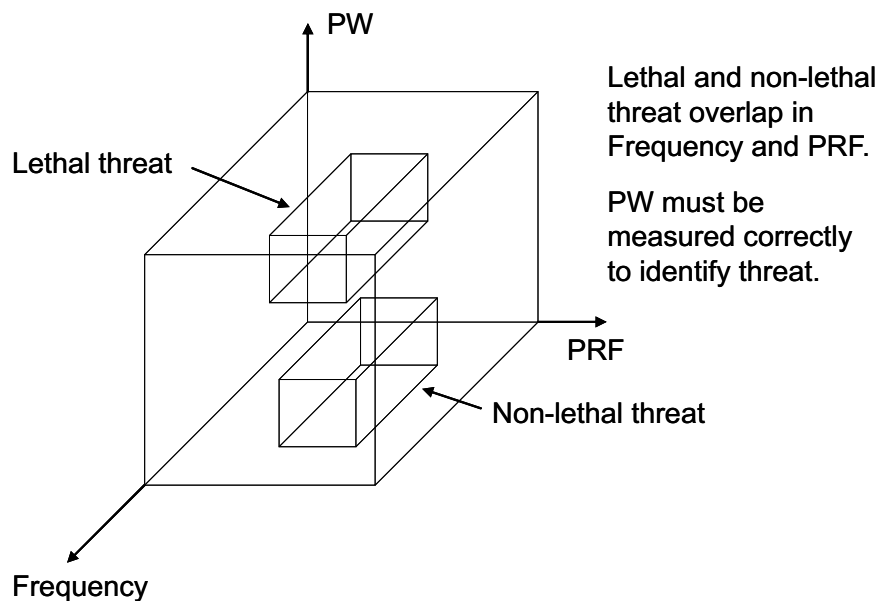 PW
Lethal and non-lethal
threat overlap in
Frequency and PRF.
Lethal threat
PW must be
measured correctly
to identify threat.
PRF
Non-lethal threat
Frequency